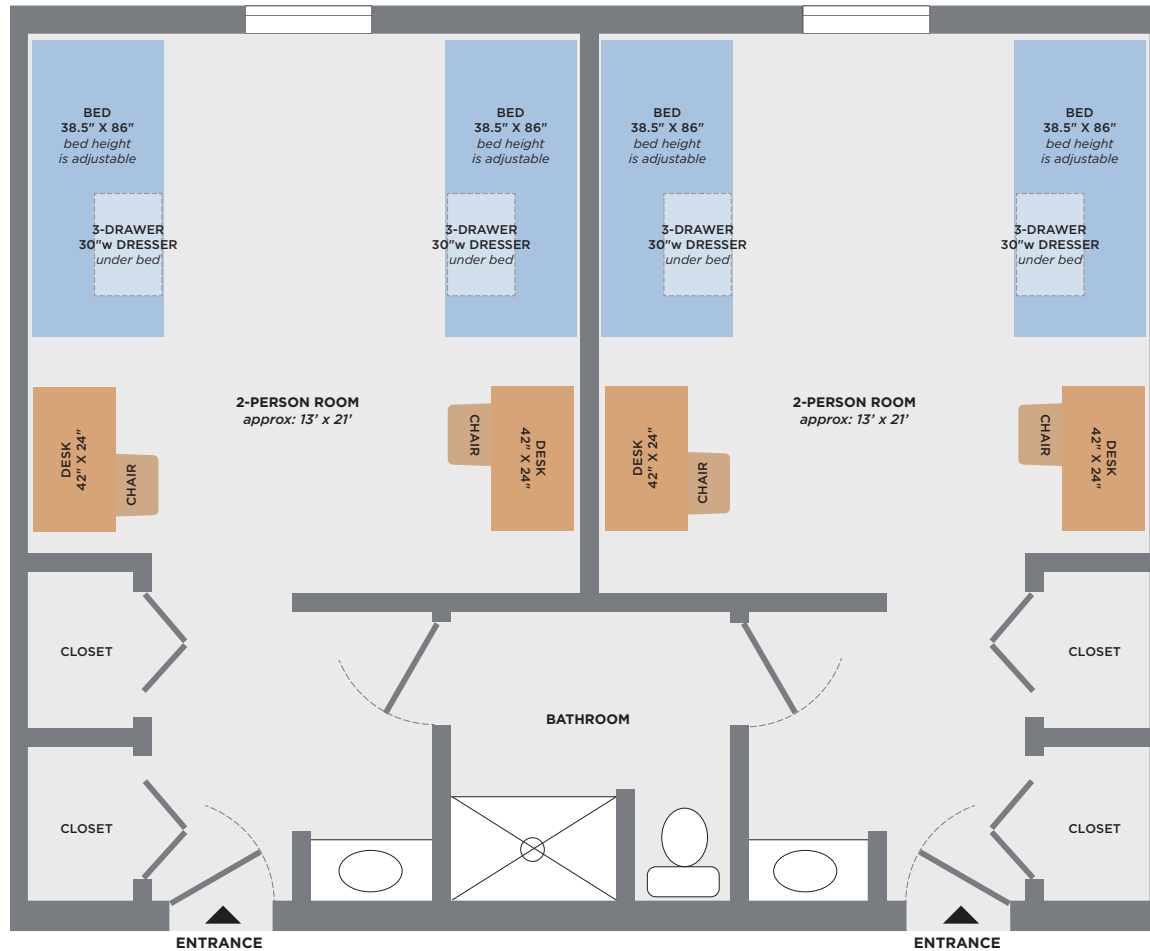 BED
38.5" X 86"
bed height
is adjustable
3-DRAWER
30"w DRESSER
under bed
BED
38.5" X 86"
bed height
is adjustable
3-DRAWER
30"w DRESSER
under bed
BED
38.5" X 86"
bed height
is adjustable
3-DRAWER
30"w DRESSER
under bed
BED
38.5" X 86"
bed height
is adjustable
3-DRAWER
30"w DRESSER
under bed
2-PERSON ROOM
approx: 13' x 21'
2-PERSON ROOM
approx: 13' x 21'
DESK
42" X 24"
CHAIR
CHAIR
DESK
42" X 24"
DESK
42" X 24"
CHAIR
CHAIR
DESK
42" X 24"
CLOSET
CLOSET
BATHROOM
CLOSET
CLOSET
ENTRANCE
ENTRANCE